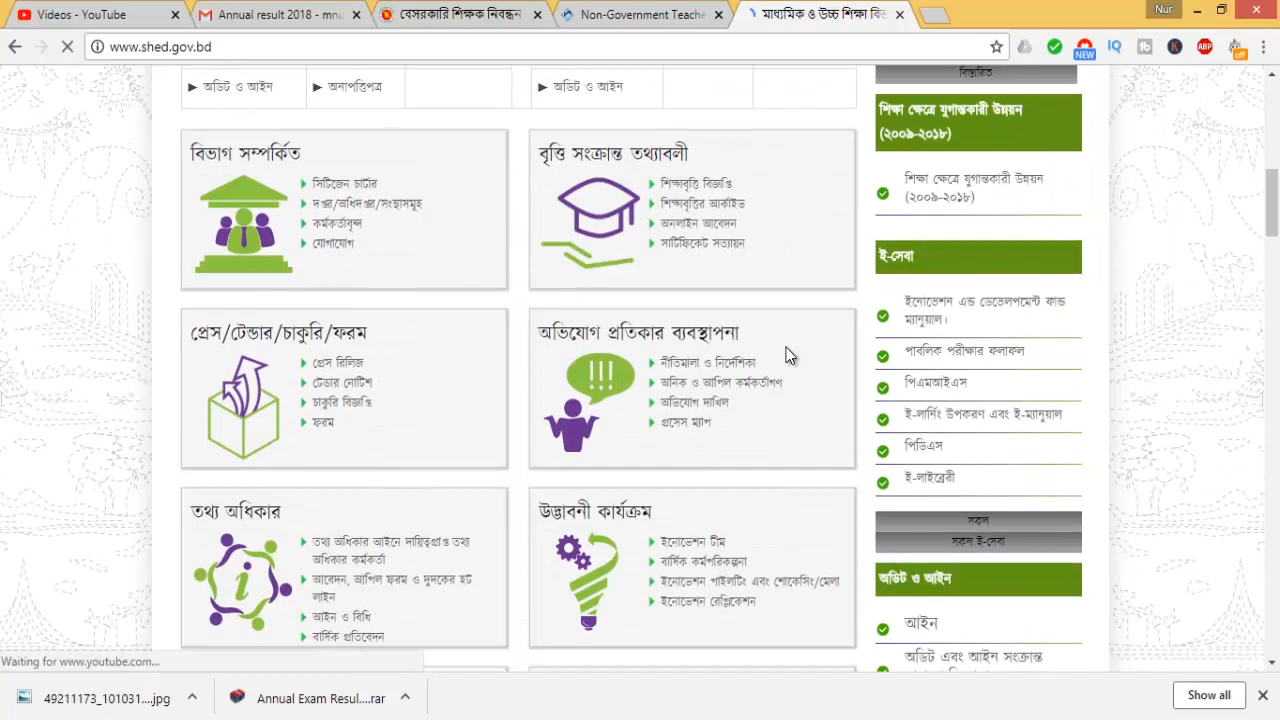 Videos - YouTube
Annual result 2018 - mnu
বেসরকারি শিক্ষক নিবন্ধন
Non-Government Teache
মাধ্যমিক ও উচ্চ শিক্ষা বিভ
Nur
www.shed.gov.bd
NEW
IQ
tb
K
ABP
off
► অডিট ও আইন
► অনাপত্তিপত্র
► অডিট ও আইন
বিভাগ সম্পর্কিত
সিটিজেন চার্টার
দপ্তর/অধিদপ্তর/সংস্থাসমূহ
কর্মকর্তাবৃন্দ
যোগাযোগ
বৃত্তি সংক্রান্ত তথ্যাবলী
শিক্ষাবৃত্তি বিজ্ঞপ্তি
শিক্ষাবৃত্তির আর্কাইভ
অনলাইন আবেদন
সার্টিফিকেট সত্যায়ন
প্রেস/টেন্ডার/চাকুরি/ফরম
প্রেস রিলিজ
টেন্ডার নোটিশ
চাকুরি বিজ্ঞপ্তি
ফরম
অভিযোগ প্রতিকার ব্যবস্থাপনা
!!!
নীতিমালা ও নির্দেশিকা
অনিক ও আপিল কর্মকর্তাগণ
অভিযোগ দাখিল
প্রসেস ম্যাপ
তথ্য অধিকার
i
তথ্য অধিকার আইনে দায়িত্বপ্রাপ্ত তথ্য
অধিকার কর্মকর্তা
আবেদন, আপিল ফরম ও দুদকের হট
লাইন
আইন ও বিধি
বার্ষিক প্রতিবেদন
উদ্ভাবনী কার্যক্রম
ইনোভেশন টীম
বার্ষিক কর্মপরিকল্পনা
ইনোভেশন পাইলটিং এবং শোকেসিং/মেলা
ইনোভেশন রেপ্লিকেশন
বিস্তারিত
শিক্ষা ক্ষেত্রে যুগান্তকারী উন্নয়ন
(২০০৯-২০১৮)
শিক্ষা ক্ষেত্রে যুগান্তকারী উন্নয়ন
(২০০৯-২০১৮)
ই-সেবা
ইনোভেশন এন্ড ডেভেলপমেন্ট ফান্ড
ম্যানুয়াল।
পাবলিক পরীক্ষার ফলাফল
পিএমআইএস
ই-লার্নিং উপকরণ এবং ই-ম্যানুয়াল
পিডিএস
ই-লাইব্রেরী
সকল
সকল ই-সেবা
অডিট ও আইন
আইন
অডিট এবং আইন সংক্রান্ত
Waiting for www.youtube.com...
49211173_101031....jpg
Annual Exam Resul....rar
Show all